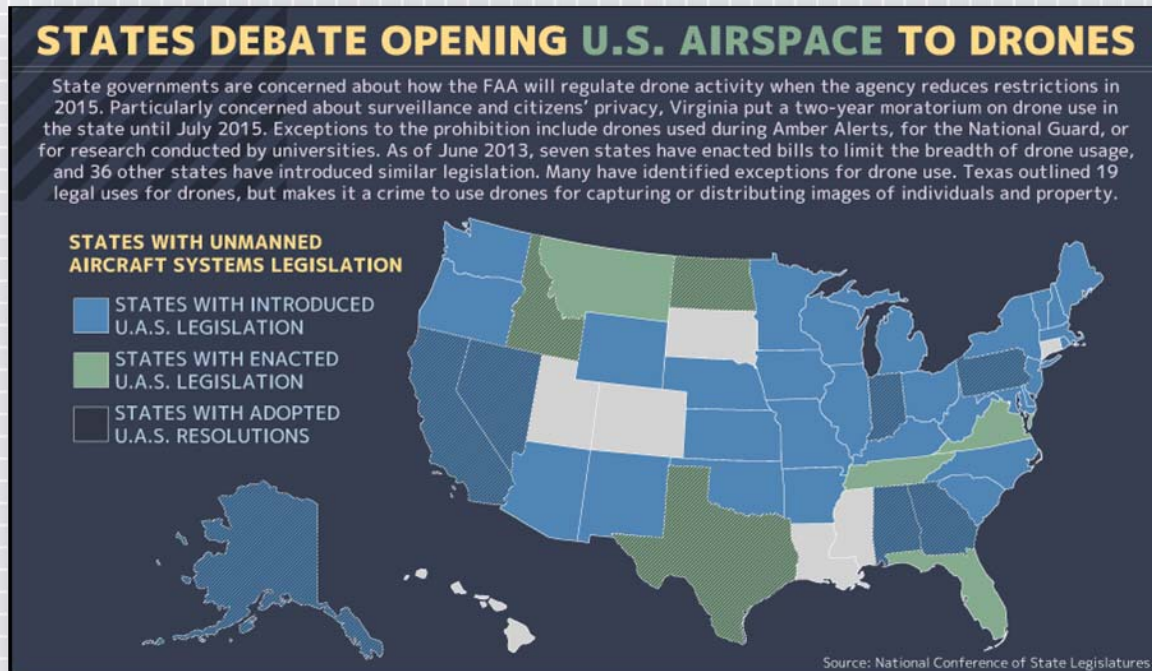 STATES DEBATE OPENING U.S. AIRSPACE TO DRONES
State governments are concerned about how the FAA will regulate drone activity when the agency reduces restrictions in
2015. Particularly concerned about surveillance and citizens' privacy, Virginia put a two-year moratorium on drone use in
the state until July 2015. Exceptions to the prohibition include drones used during Amber Alerts, for the National Guard, or
for research conducted by universities. As of June 2013, seven states have enacted bills to limit the breadth of drone usage,
and 36 other states have introduced similar legislation. Many have identified exceptions for drone use. Texas outlined 19
legal uses for drones, but makes it a crime to use drones for capturing or distributing images of individuals and property.
STATES WITH UNMANNED
AIRCRAFT SYSTEMS LEGISLATION
STATES WITH INTRODUCED
U.A.S. LEGISLATION
STATES WITH ENACTED
U.A.S. LEGISLATION
STATES WITH ADOPTED
U.A.S. RESOLUTIONS
Source: National Conference of State Legislatures